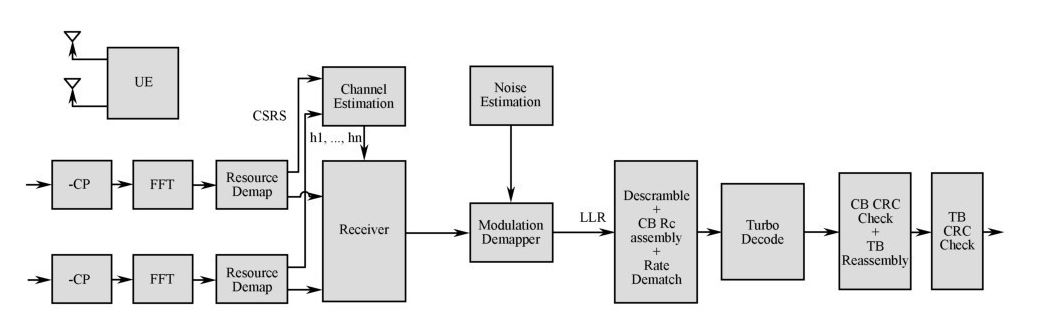 UE
CSRS
Channel
Estimation
h1, ..., hn
Noise
Estimation
-CP
FFT
Resource
Demap
Receiver
Modulation
Demapper
LLR
Descramble
+
CB Rc
assembly
+
Rate
Dematch
Turbo
Decode
CB CRC
Check
+
TB
Reassembly
TB
CRC
Check
-CP
FFT
Resource
Demap